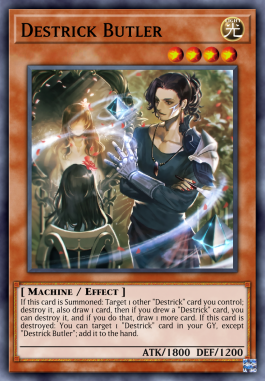 DESTRICK BUTLER
LIGHT
光
[ MACHINE / EFFECT ]
If this card is Summoned: Target 1 other "Destrick" card you control;
destroy it, also draw 1 card, then if you drew a "Destrick" card, you
can destroy it, and if you do that, draw 1 more card. If this card is
destroyed: You can target 1 "Destrick" card in your GY, except
"Destrick Butler"; add it to the hand.
ATK/1800 DEF/1200